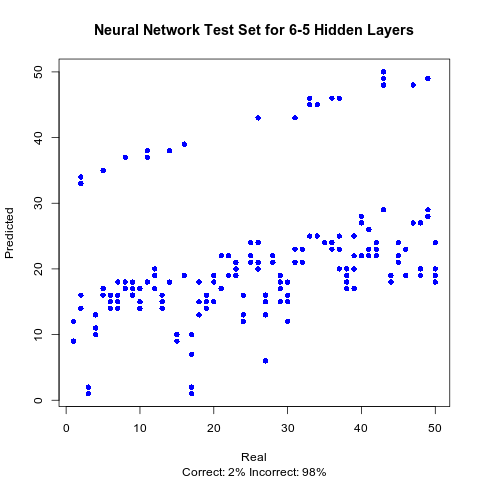 Neural Network Test Set for 6-5 Hidden Layers
Predicted
50
40
30
20
10
0
0 10 20 30 40 50
Real
Correct: 2% Incorrect: 98%